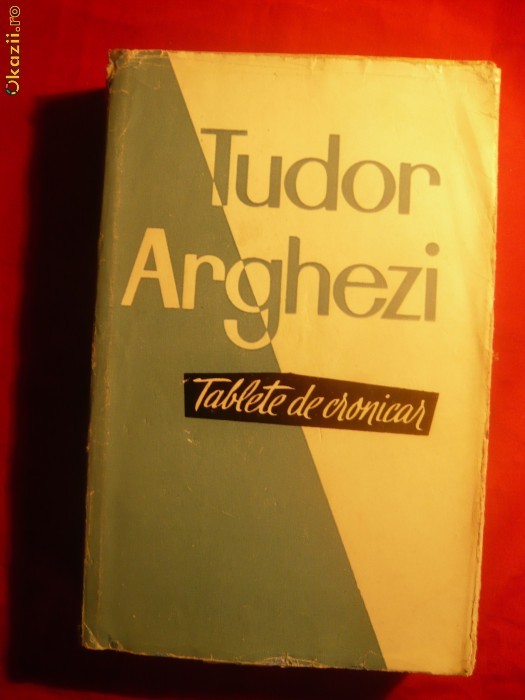 Okazii.ro
Tudor
Arghezi
Tablete de cronicar